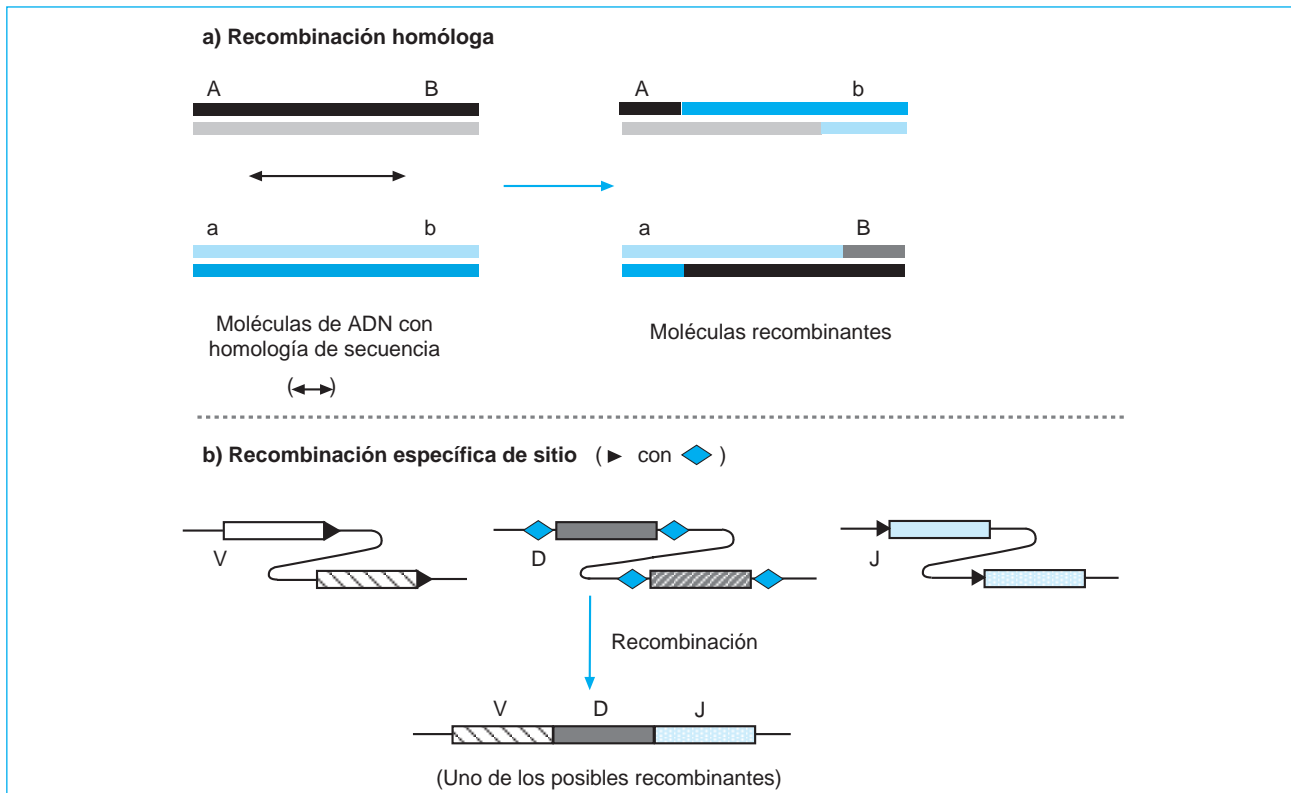 a) Recombinación homóloga
A B
A b
a b
a B
Moléculas de ADN con
homología de secuencia
( )
Moléculas recombinantes
b) Recombinación específica de sitio ( con )
V
D
J
Recombinación
V D J
(Uno de los posibles recombinantes)